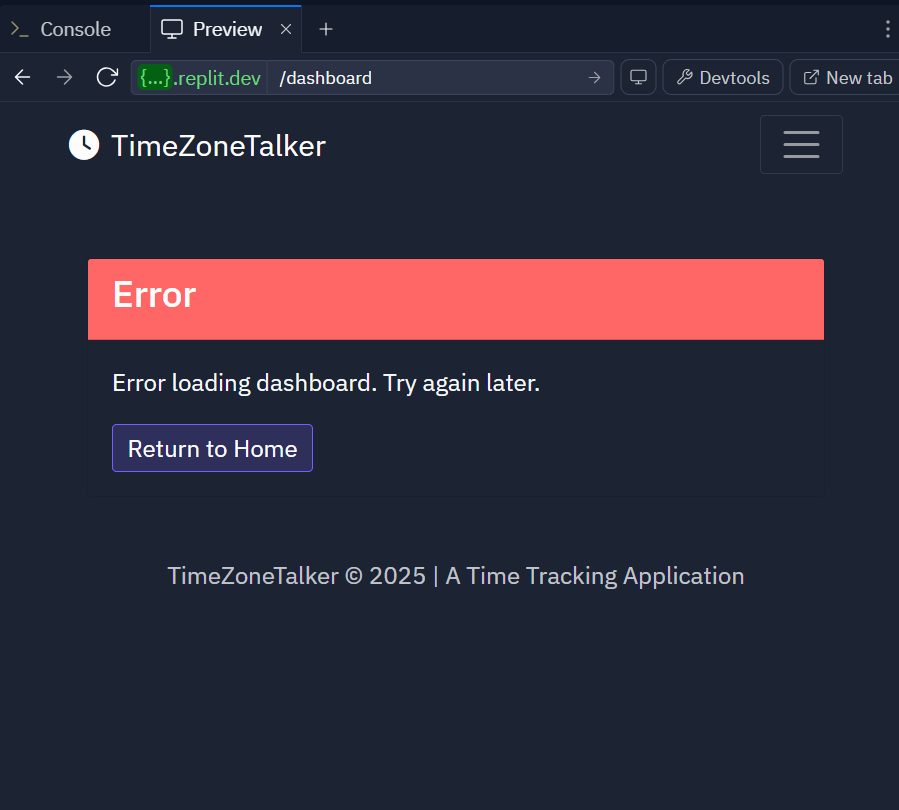 Console
Preview
{...}.replit.dev /dashboard
Devtools
New tab
TimeZoneTalker
Error
Error loading dashboard. Try again later.
Return to Home
TimeZoneTalker © 2025 | A Time Tracking Application